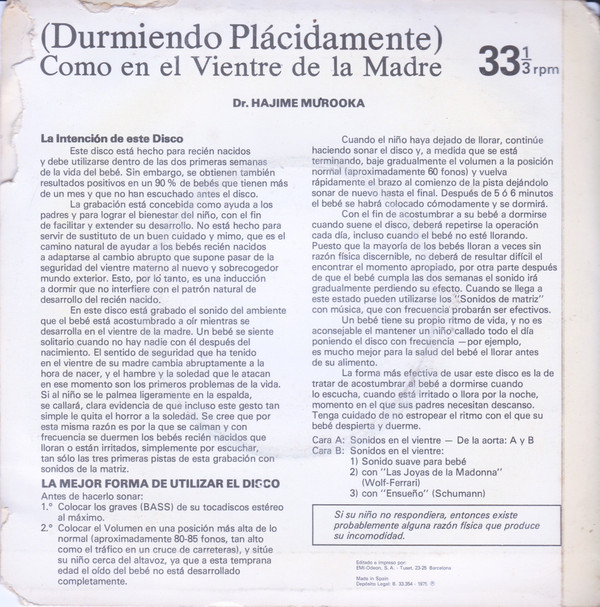 (Durmiendo Plácidamente)
Como en el Vientre de la Madre
33 1/3 rpm
Dr. HAJIME MUROOKA
La Intención de este Disco
Este disco está hecho para recién nacidos
y debe utilizarse dentro de las dos primeras semanas
de la vida del bebé. Sin embargo, se obtienen también
resultados positivos en un 90 % de bebés que tienen más
de un mes y que no han escuchado antes el disco.
La grabación está concebida como ayuda a los
padres y para lograr el bienestar del niño, con el fin
de facilitar y extender su desarrollo. No está hecho para
servir de sustituto de un buen cuidado y mimo, que es el
camino natural de ayudar a los bebés recién nacidos
a adaptarse al cambio abrupto que supone pasar de la
seguridad del vientre materno al nuevo y sobrecogedor
mundo exterior. Esto, por lo tanto, es una inducción
a dormir que no interfiere con el patrón natural de
desarrollo del recién nacido.
En este disco está grabado el sonido del ambiente
que el bebé está acostumbrado a oír mientras se
desarrolla en el vientre de la madre. Un bebé se siente
solitario cuando no hay nadie con él después del
nacimiento. El sentido de seguridad que ha tenido
en el vientre de su madre cambia abruptamente a la
hora de nacer, y el hambre y la soledad que le atacan
en ese momento son los primeros problemas de la vida.
Si al niño se le palmea ligeramente en la espalda,
se callará, clara evidencia de que incluso este gesto tan
simple le quita el horror a la soledad. Se cree que por
esta misma razón es por la que se calman y con
frecuencia se duermen los bebés recién nacidos que
lloran o están irritados, simplemente por escuchar,
tan sólo las tres primeras pistas de esta grabación con
sonidos de la matriz.
LA MEJOR FORMA DE UTILIZAR EL DISCO
Antes de hacerlo sonar:
1.º Colocar los graves (BASS) de su tocadiscos estéreo
al máximo.
2.º Colocar el Volumen en una posición más alta de lo
normal (aproximadamente 80-85 fonos, tan alto
como el tráfico en un cruce de carreteras), y sitúe
su niño cerca del altavoz, ya que a esta temprana
edad el oído del bebé no está desarrollado
completamente.
Cuando el niño haya dejado de llorar, continúe
haciendo sonar el disco y, a medida que se está
terminando, baje gradualmente el volumen a la posición
normal (aproximadamente 60 fonos) y vuelva
rápidamente el brazo al comienzo de la pista dejándolo
sonar de nuevo hasta el final. Después de 5 ó 6 minutos
el bebé se habrá colocado cómodamente y se dormirá.
Con el fin de acostumbrar a su bebé a dormirse
cuando suene el disco, deberá repetirse la operación
cada día, incluso cuando el bebé no esté llorando.
Puesto que la mayoría de los bebés lloran a veces sin
razón física discernible, no deberá de resultar difícil el
encontrar el momento apropiado, por otra parte después
de que el bebé cumpla las dos semanas el sonido irá
gradualmente perdiendo su efecto. Cuando se llega a
este estado pueden utilizarse los "Sonidos de matriz"
con música, que con frecuencia probarán ser efectivos.
Un bebé tiene su propio ritmo de vida, y no es
aconsejable el mantener un niño callado todo el día
poniendo el disco con frecuencia —por ejemplo,
es mucho mejor para la salud del bebé el llorar antes
de su alimento.
La forma más efectiva de usar este disco es la de
tratar de acostumbrar al bebé a dormirse cuando
lo escucha, cuando está irritado o llora por la noche,
momento en el que sus padres necesitan descanso.
Tenga cuidado de no estropear el ritmo con el que su
bebé despierta y duerme.
Cara A: Sonidos en el vientre — De la aorta: A y B
Cara B: Sonidos en el vientre:
1) Sonido suave para bebé
2) con "Las Joyas de la Madonna"
(Wolf-Ferrari)
3) con "Ensueño" (Schumann)
Si su niño no respondiera, entonces existe
probablemente alguna razón física que produce
su incomodidad.
Editado e impreso por:
EMI-Odeon, S. A. - Tuset, 23-25 Barcelona
Made in Spain
Depósito Legal: B. 33.354 - 1975 ℗